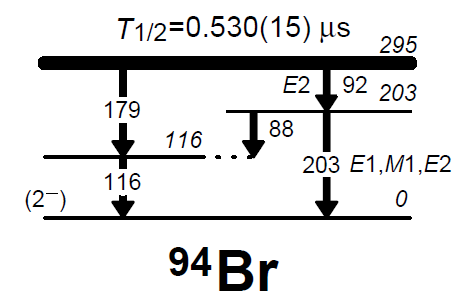 T1/2=0.530(15) μs
295
E2 92 203
179
116 88
116 203 E1,M1,E2
(2⁻) 0
⁹⁴Br